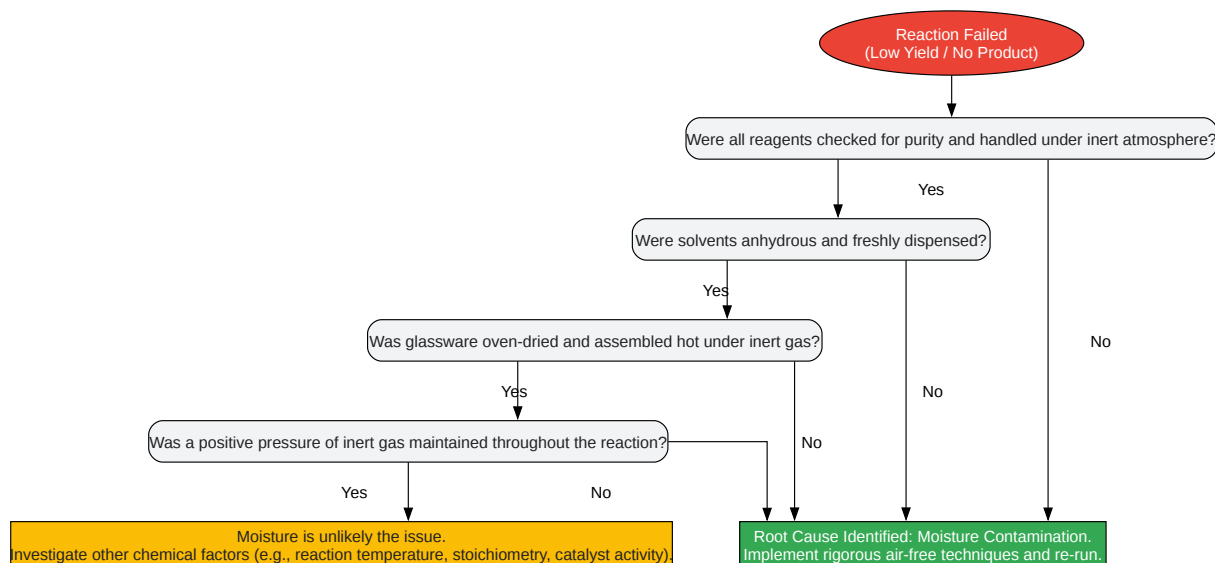 Reaction Failed
(Low Yield / No Product)
Were all reagents checked for purity and handled under inert atmosphere?
Yes
Were solvents anhydrous and freshly dispensed?
Yes
Was glassware oven-dried and assembled hot under inert gas?
No
Yes
No
Was a positive pressure of inert gas maintained throughout the reaction?
No
Yes
No
Moisture is unlikely the issue.
Investigate other chemical factors (e.g., reaction temperature, stoichiometry, catalyst activity).
Root Cause Identified: Moisture Contamination.
Implement rigorous air-free techniques and re-run.